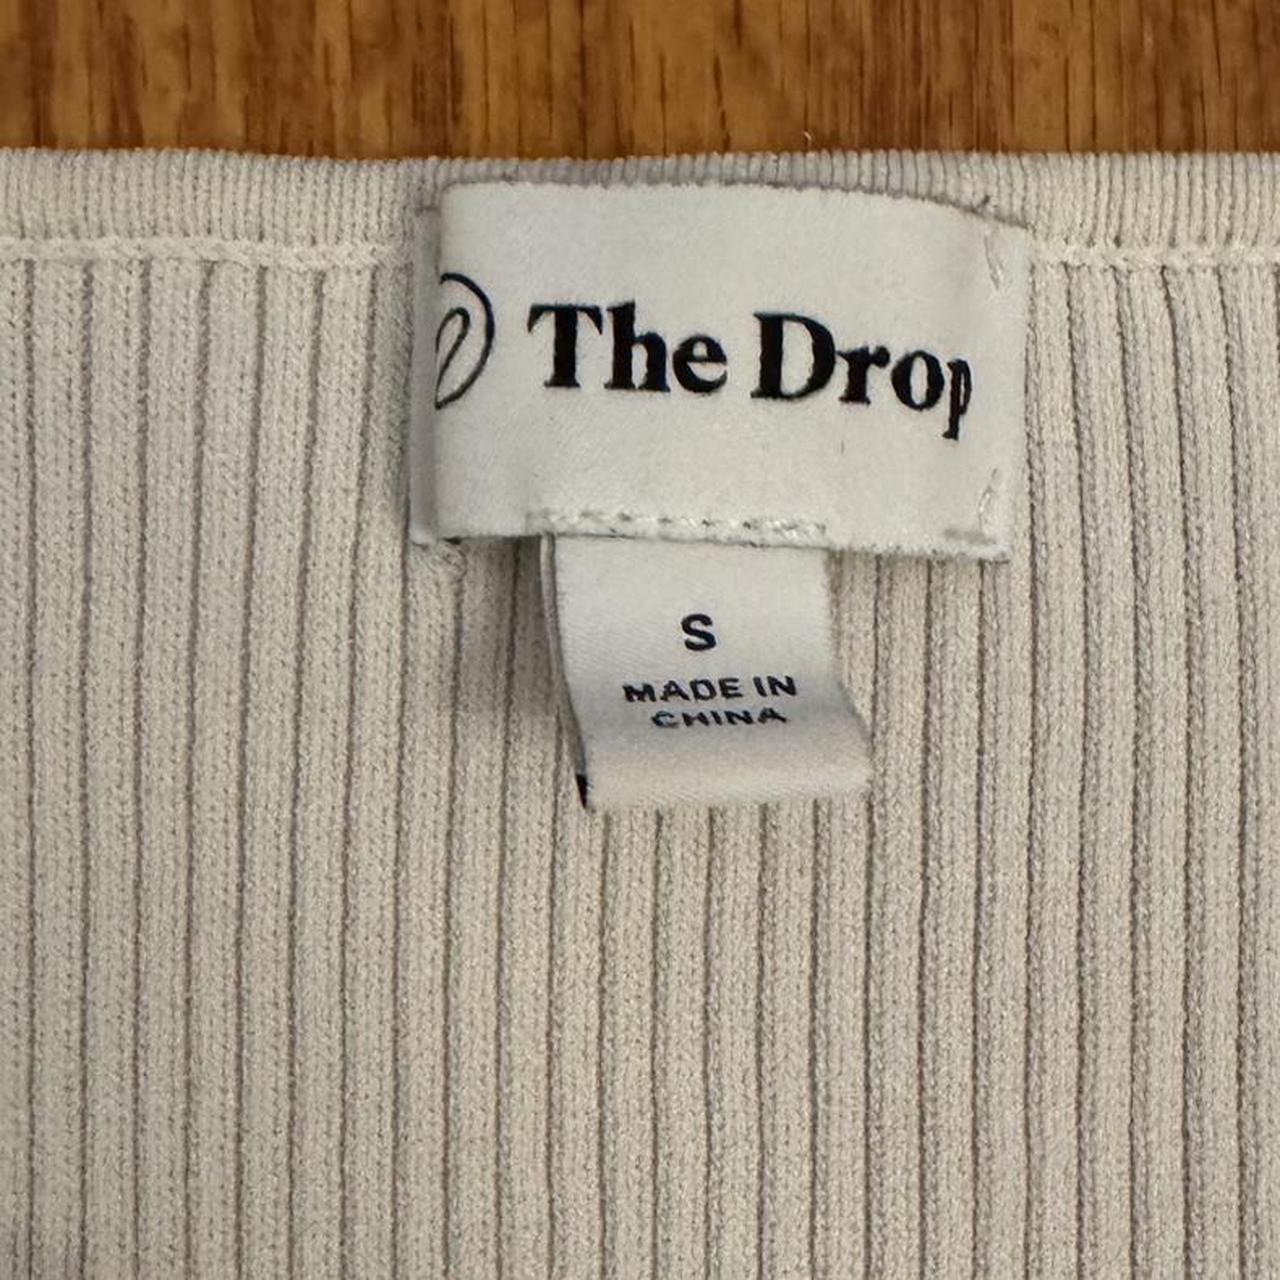 The Drop
S
MADE IN
CHINA